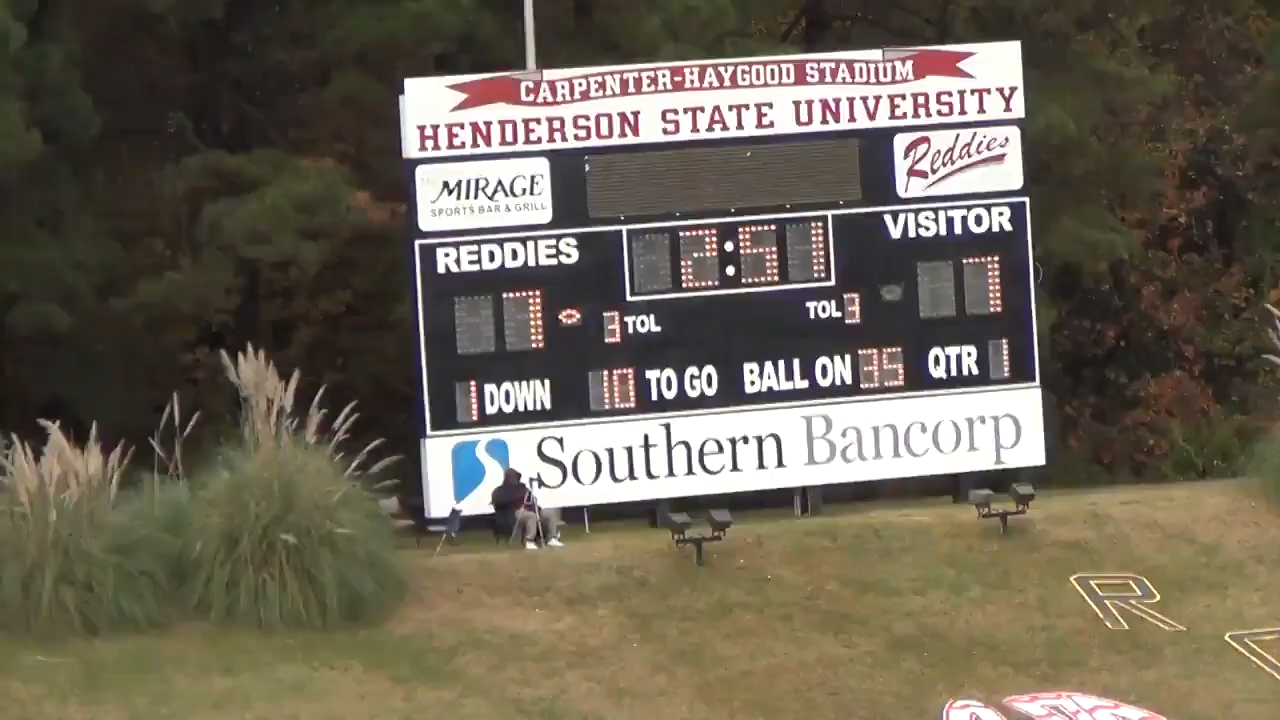 CARPENTER-HAYGOOD STADIUM
HENDERSON STATE UNIVERSITY
MIRAGE
SPORTS BAR & GRILL
Reddies
REDDIES
2:51
VISITOR
7
3 TOL
TOL 3
7
1 DOWN
10 TO GO
BALL ON 35
QTR 1
Southern Bancorp
R